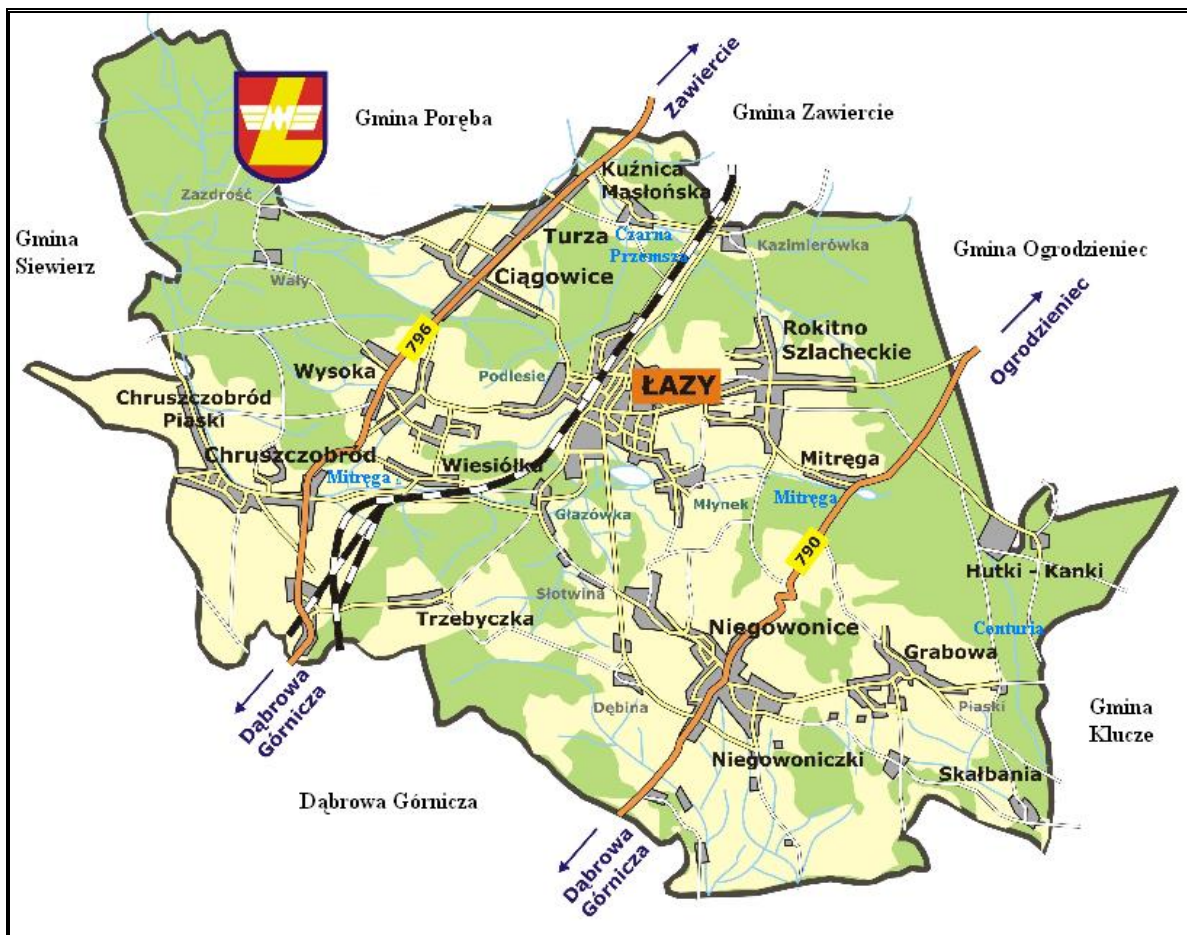 Zawiercie
Gmina Poręba
Gmina Zawiercie
Kuźnica
Masłońska
Zazdrość
Turza
Czarna
Przemsza
Kazimierówka
Gmina
Siewierz
Gmina Ogrodzieniec
Wały
Ciągowice
Ogrodzieniec
796
Rokitno
Szlacheckie
Wysoka
Podlesie
ŁAZY
Chruszczobród
Piaski
Chruszczobród
Wiesiółka
Mitręga
Mitręga
Mitręga
Głazówka
Młynek
790
Hutki - Kanki
Słotwina
Trzebyczka
Niegowonice
Centuria
Grabowa
Dębina
Piaski
Gmina
Klucze
Dąbrowa
Górnicza
Niegowoniczki
Skałbania
Dąbrowa Górnicza
Dąbrowa
Górnicza